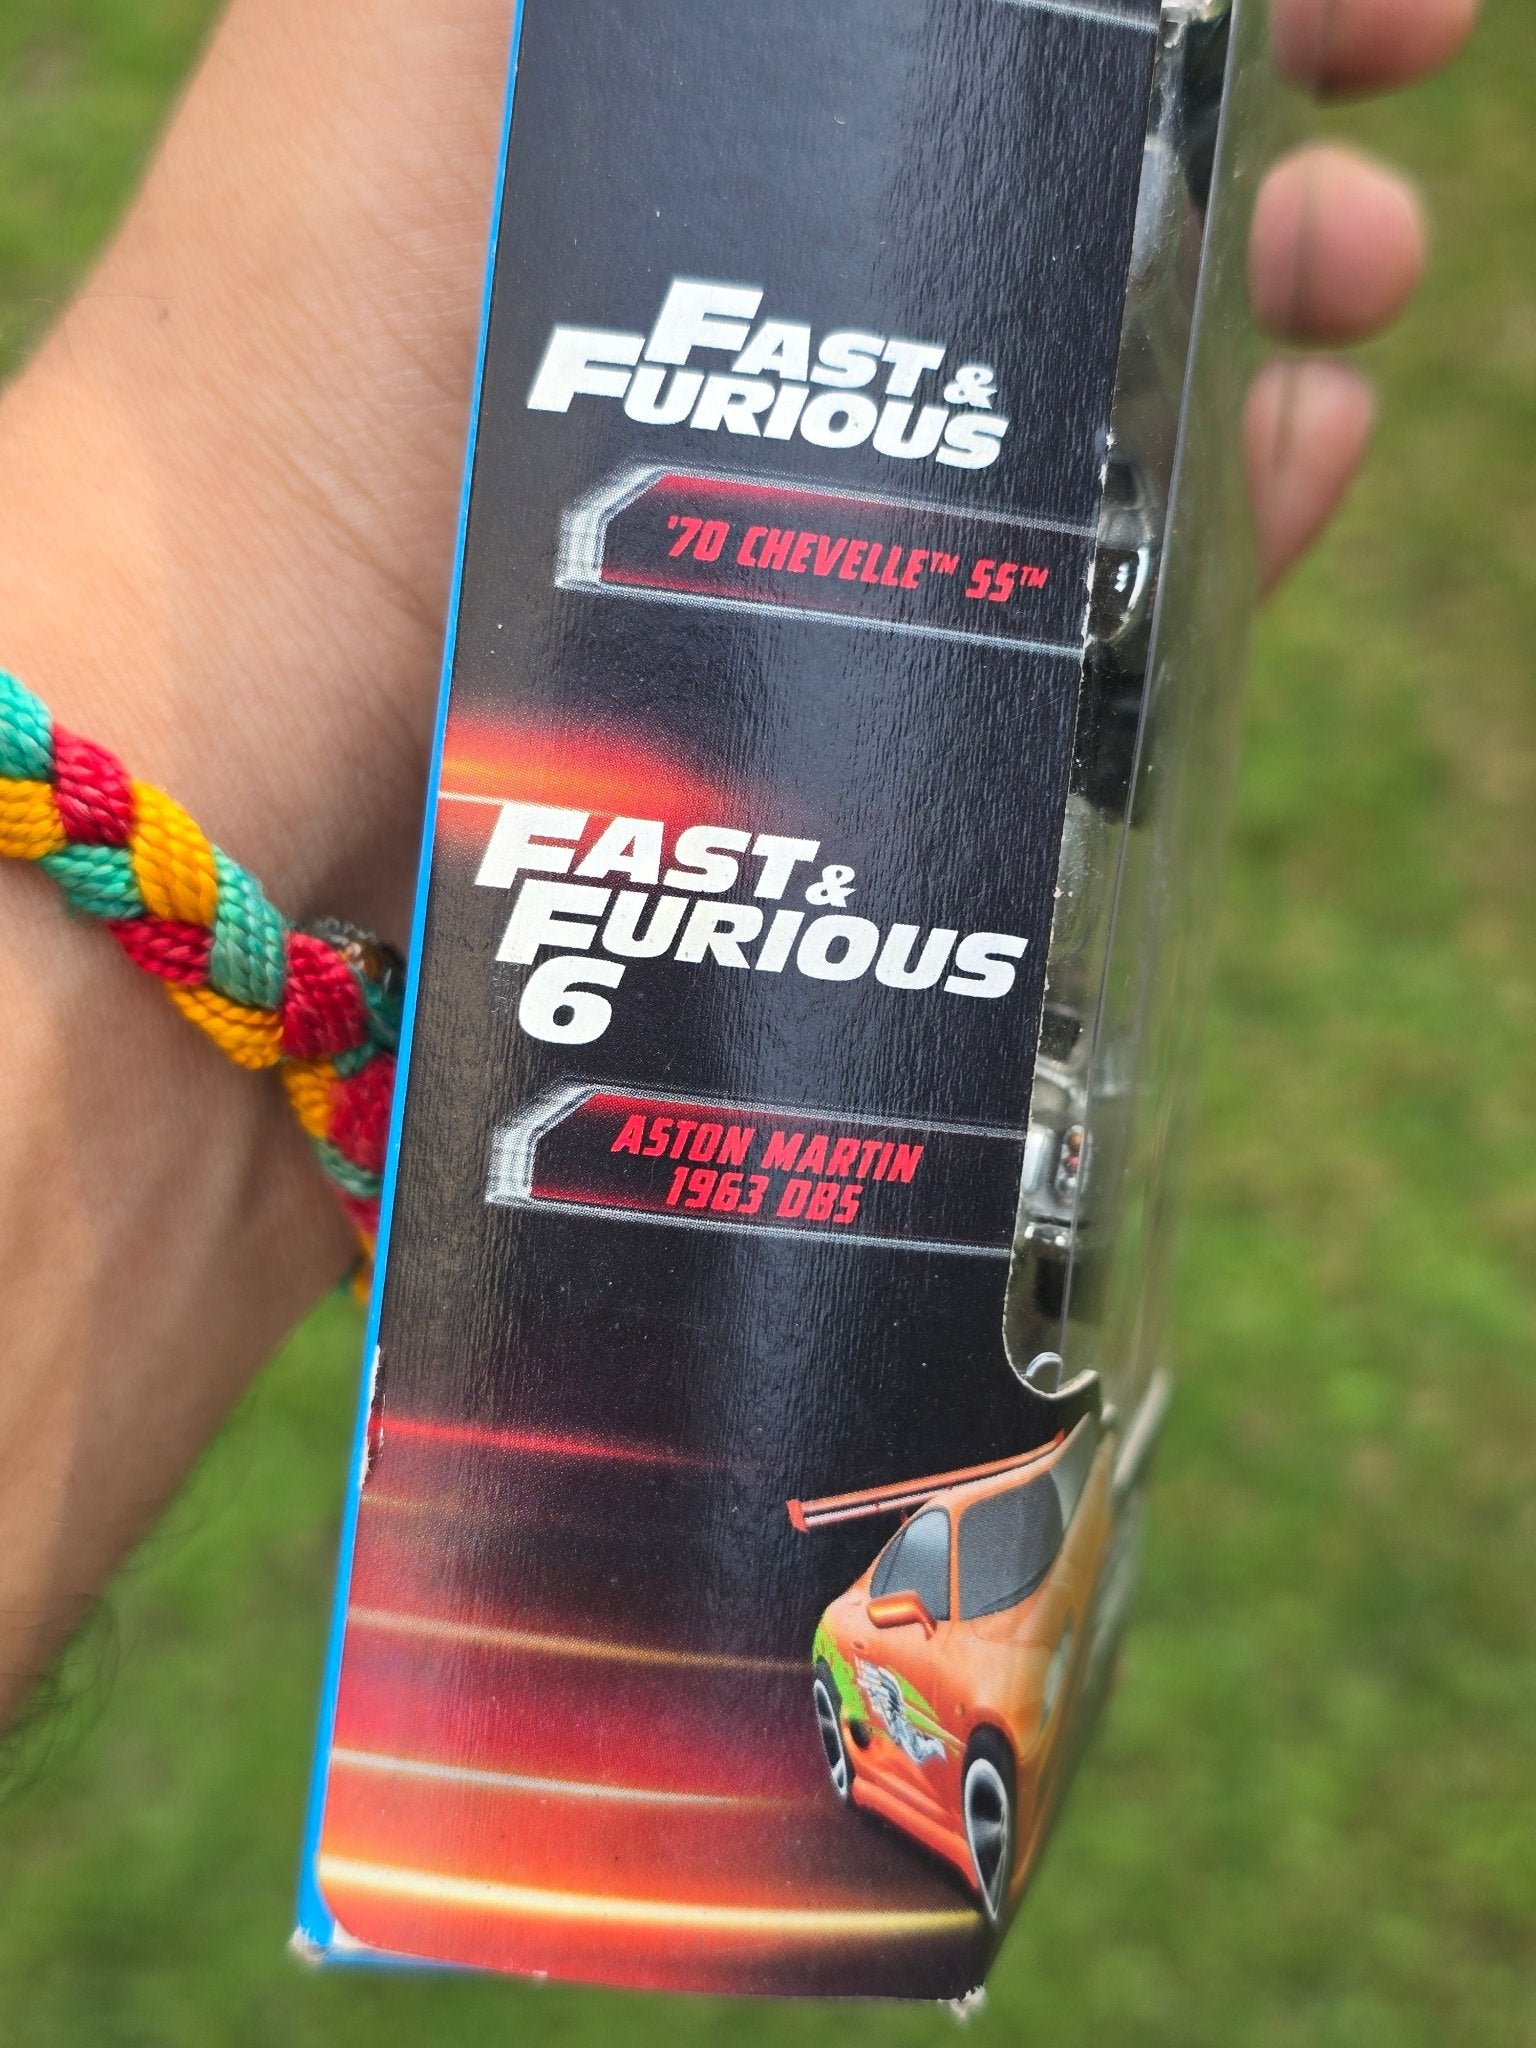 FAST &
FURIOUS
'70 CHEVELLE™ SS™
FAST &
FURIOUS
6
ASTON MARTIN
1963 DB5